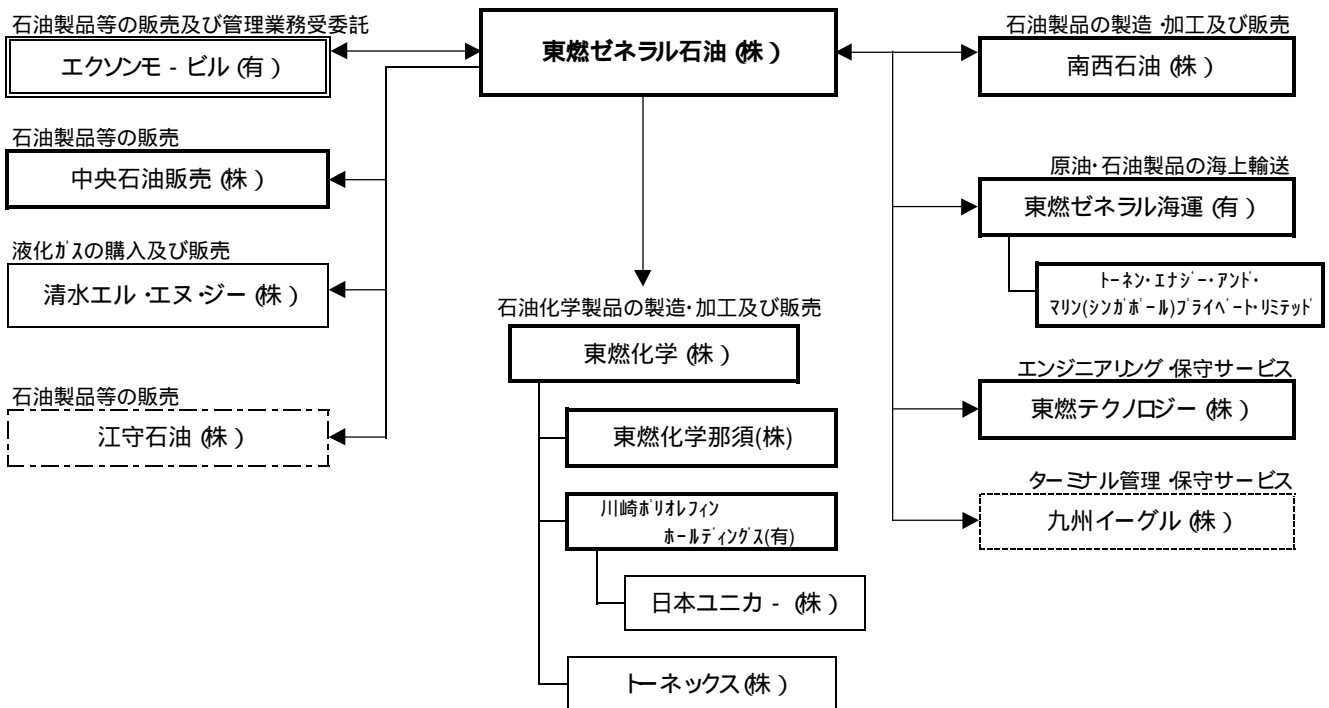 石油製品等の販売及び管理業務受委託
エクソンモ - ビル (有)
東燃ゼネラル石油 (株)
石油製品の製造・加工及び販売
南西石油 (株)
石油製品等の販売
中央石油販売 (株)
原油・石油製品の海上輸送
東燃ゼネラル海運 (有)
トーネン・エナジー・アンド・
マリン(シンガポール)プライベート・リミテッド
液化ガスの購入及び販売
清水エル・エヌ・ジー (株)
石油化学製品の製造・加工及び販売
東燃化学 (株)
エンジニアリング・保守サービス
東燃テクノロジー (株)
石油製品等の販売
江守石油 (株)
東燃化学那須(株)
ターミナル管理・保守サービス
九州イーグル (株)
川崎ポリオレフィン
ホールディングス(有)
日本ユニカ - (株)
トーネックス (株)